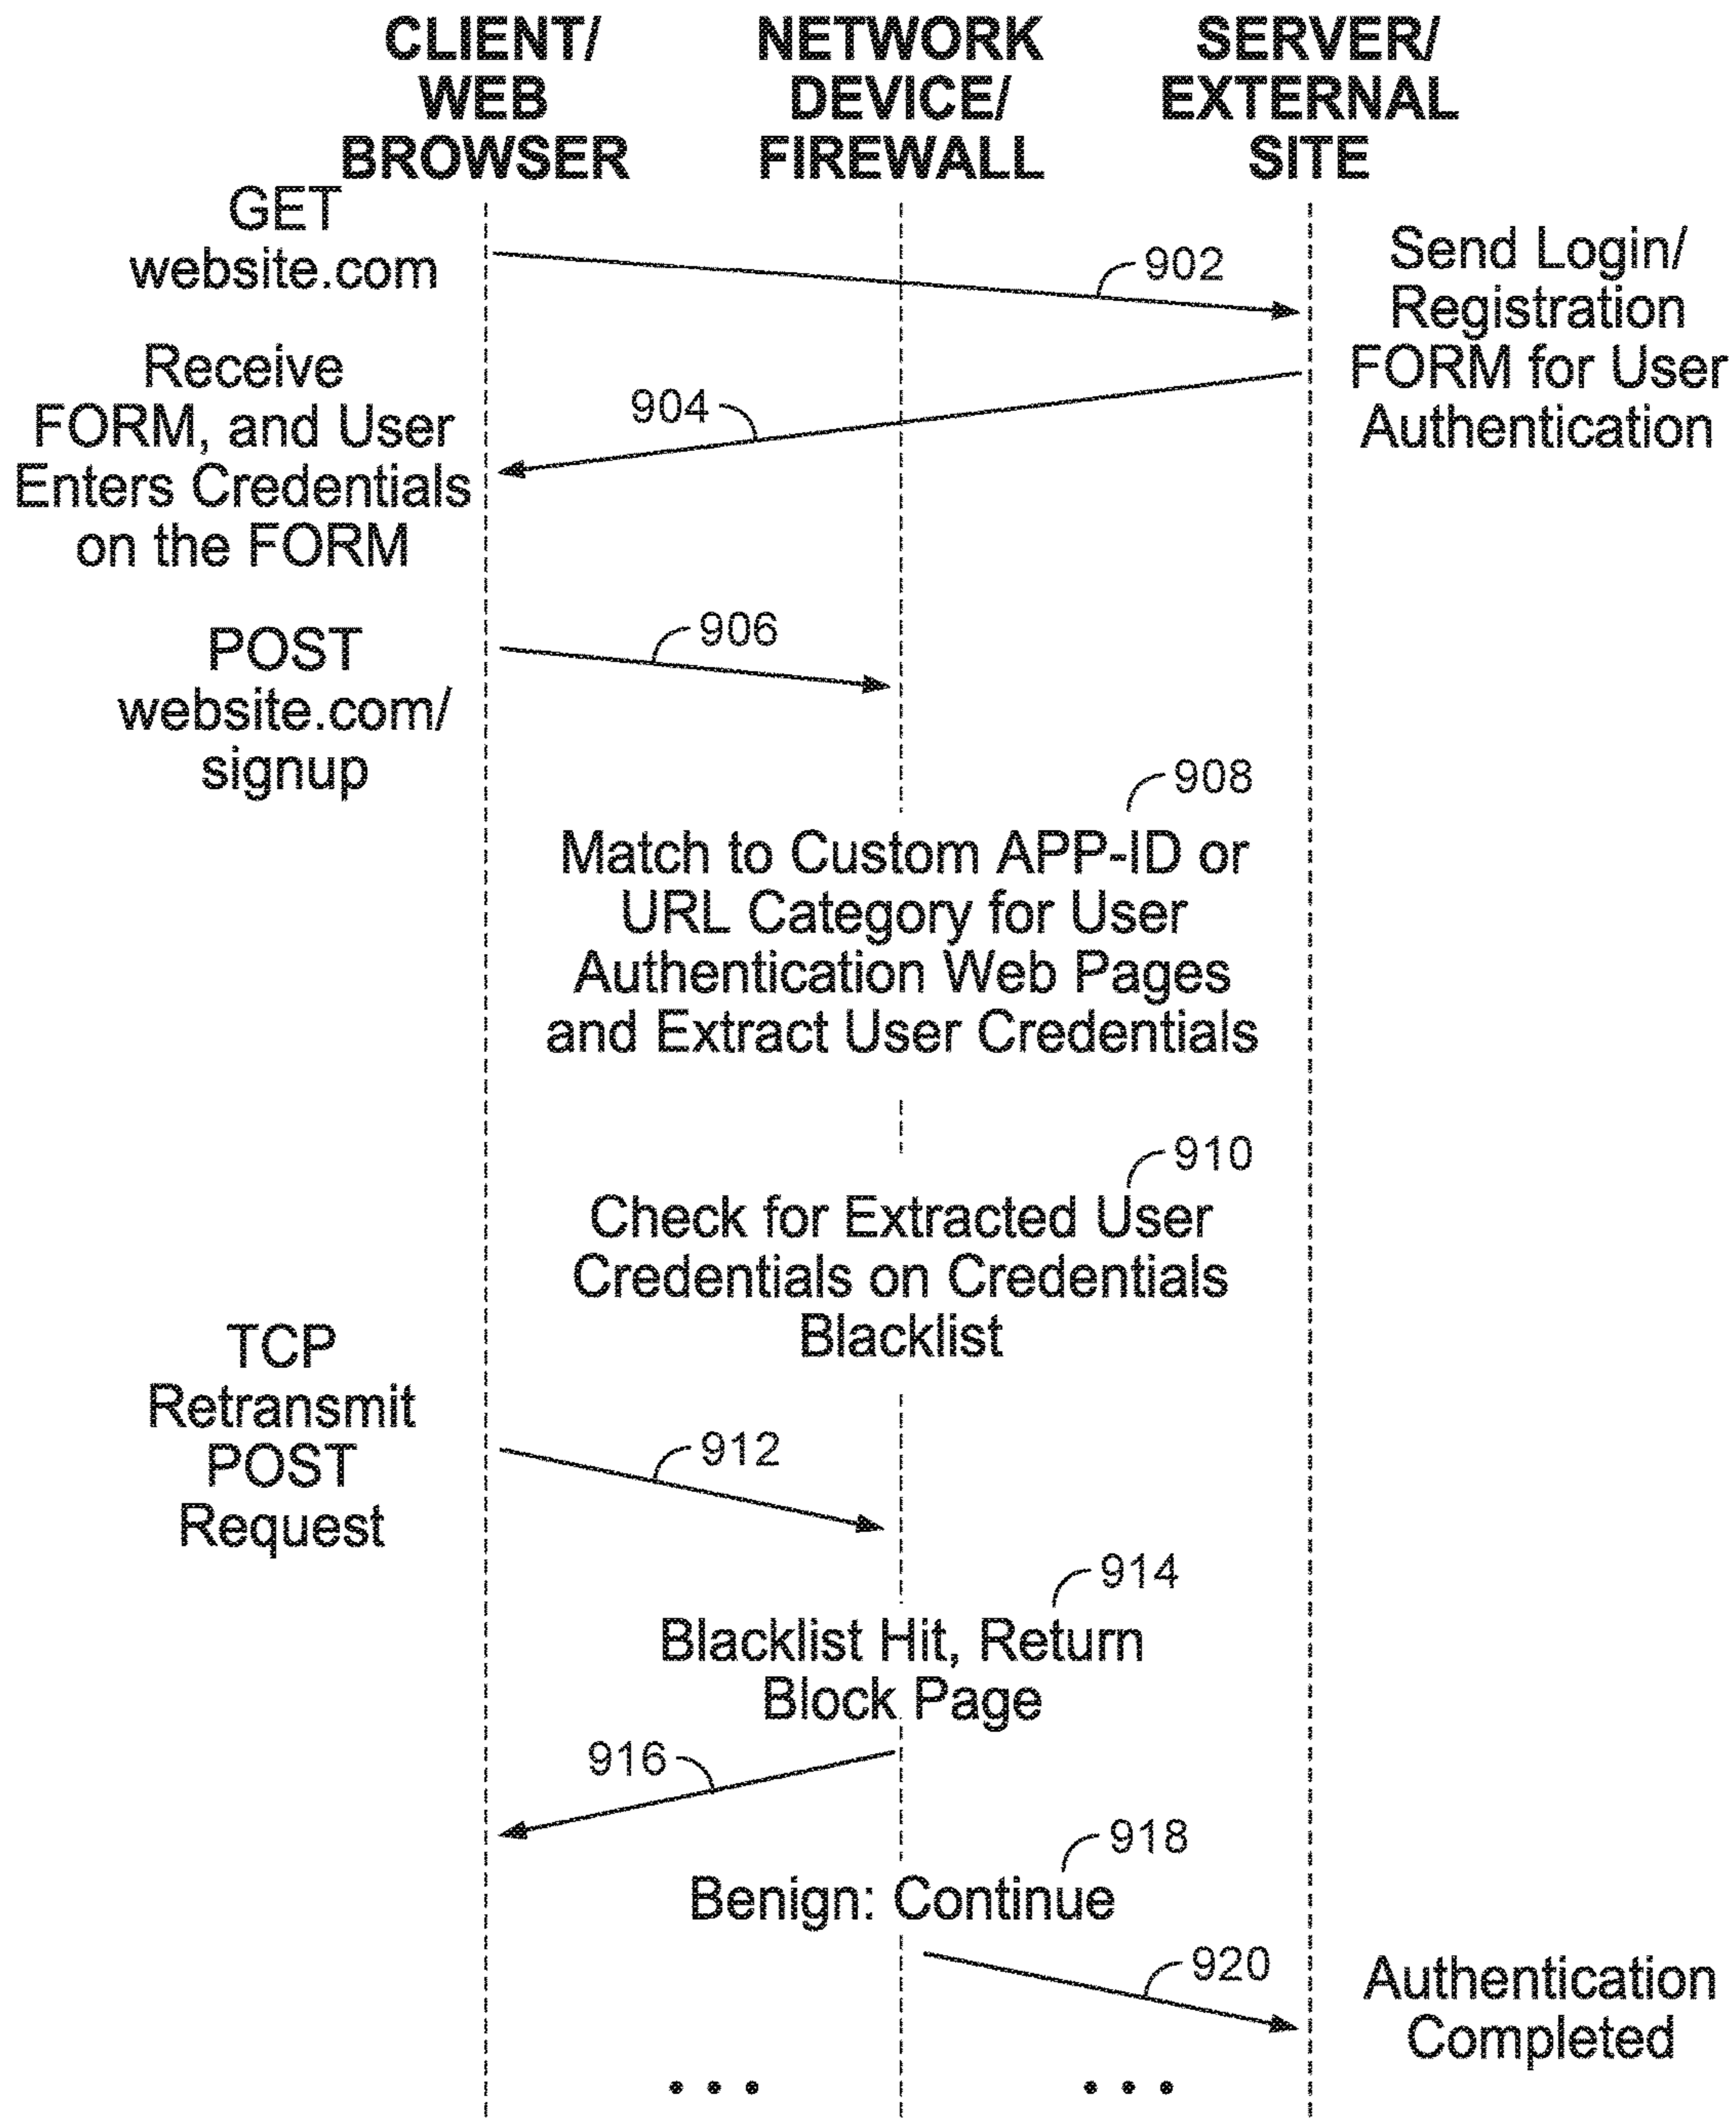 CLIENT/
WEB
BROWSER
NETWORK
DEVICE/
FIREWALL
SERVER/
EXTERNAL
SITE
GET
website.com
902
Send Login/
Registration
FORM for User
Authentication
Receive
FORM, and User
Enters Credentials
on the FORM
904
POST
website.com/
signup
906
908
Match to Custom APP-ID or
URL Category for User
Authentication Web Pages
and Extract User Credentials
910
Check for Extracted User
Credentials on Credentials
Blacklist
TCP
Retransmit
POST
Request
912
914
Blacklist Hit, Return
Block Page
916
918
Benign: Continue
920
Authentication
Completed
... ...